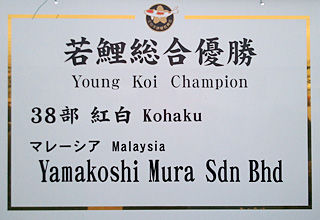 若鯉総合優勝
Young Koi Champion
38部 紅白 Kohaku
マレーシア Malaysia
Yamakoshi Mura Sdn Bhd